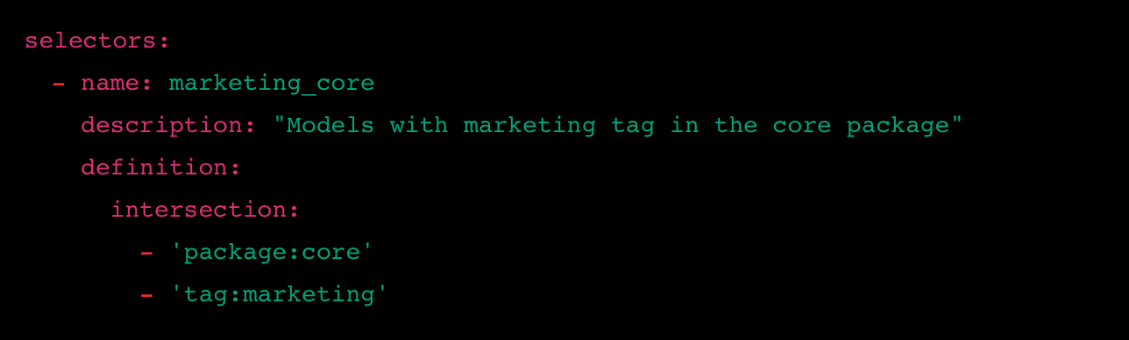 selectors:
  - name: marketing_core
    description: "Models with marketing tag in the core package"
    definition:
      intersection:
        - 'package:core'
        - 'tag:marketing'